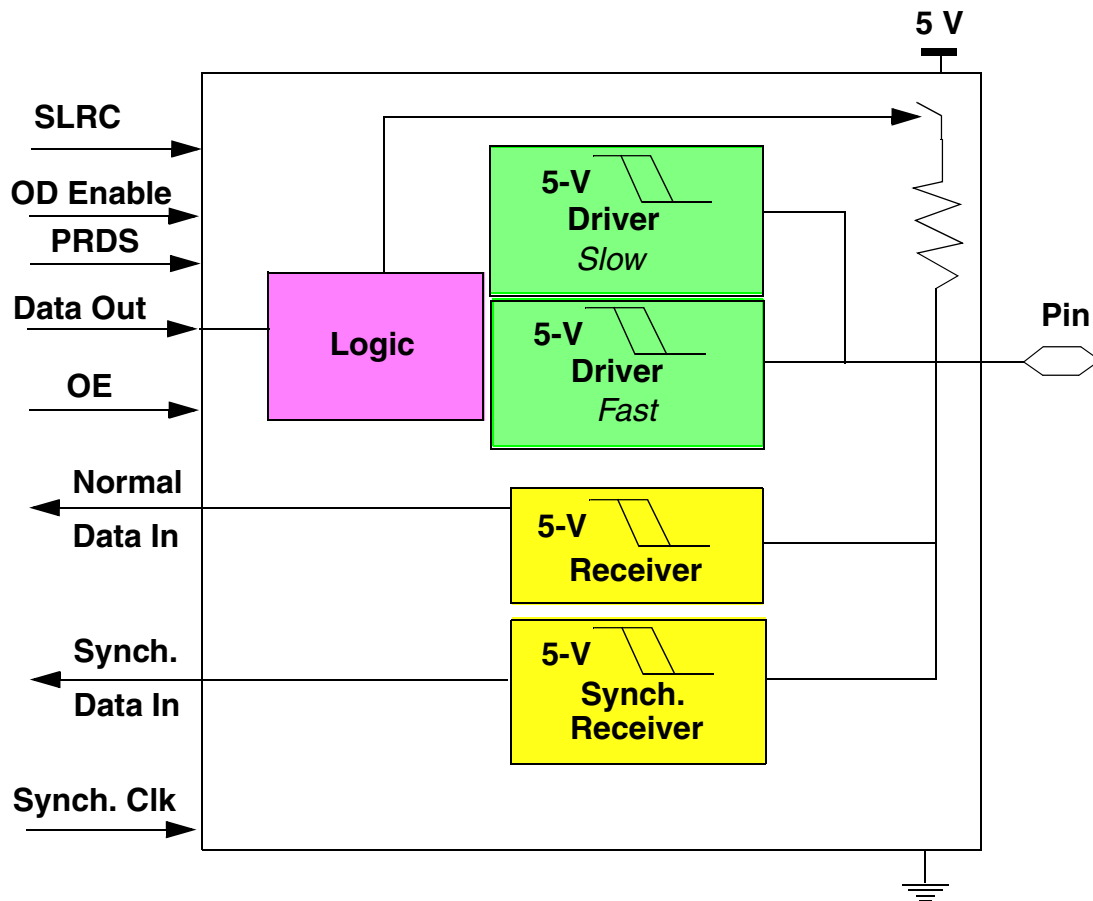 5 V
SLRC
OD Enable
PRDS
Data Out
OE
Normal
Data In
Synch.
Data In
Synch. Clk
Logic
5-V
Driver
Slow
5-V
Driver
Fast
5-V
Receiver
5-V
Synch.
Receiver
Pin